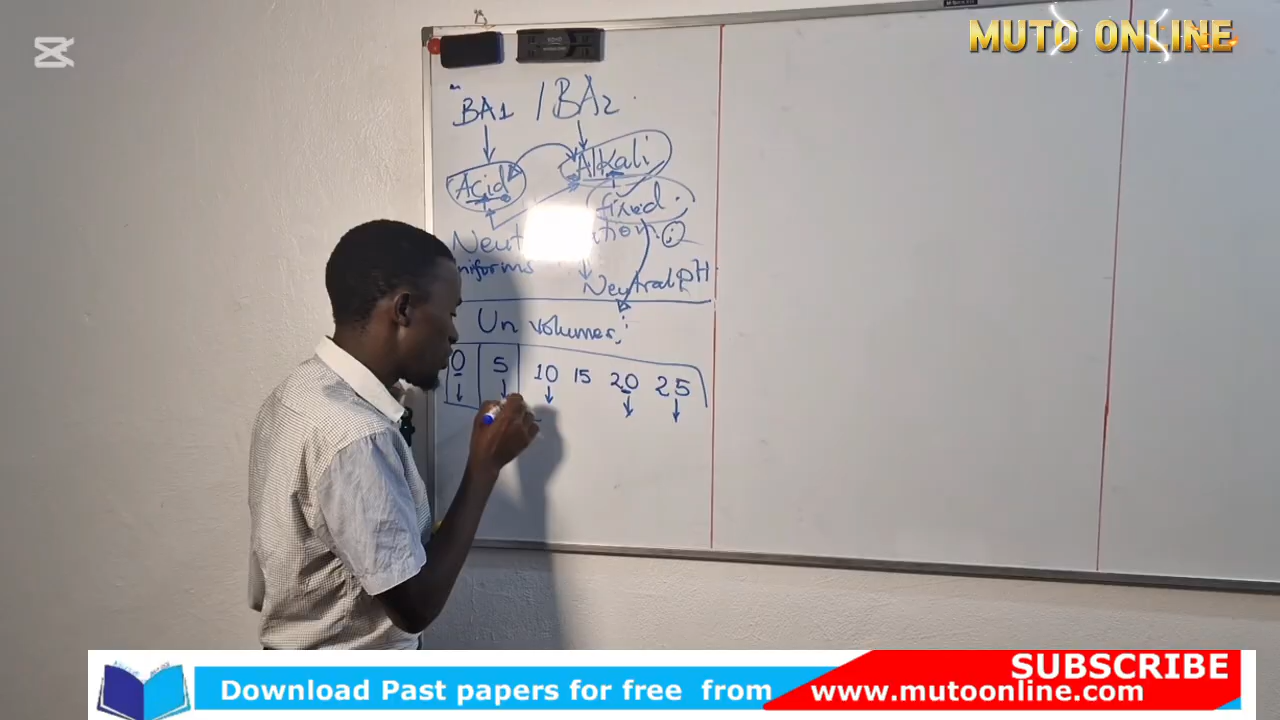 MUTO ONLINE
BA1 / BA2
Acid Alkali
fixed
Neutral pH
Un volumes;
0 5 10 15 20 25
SUBSCRIBE
Download Past papers for free from www.mutoonline.com